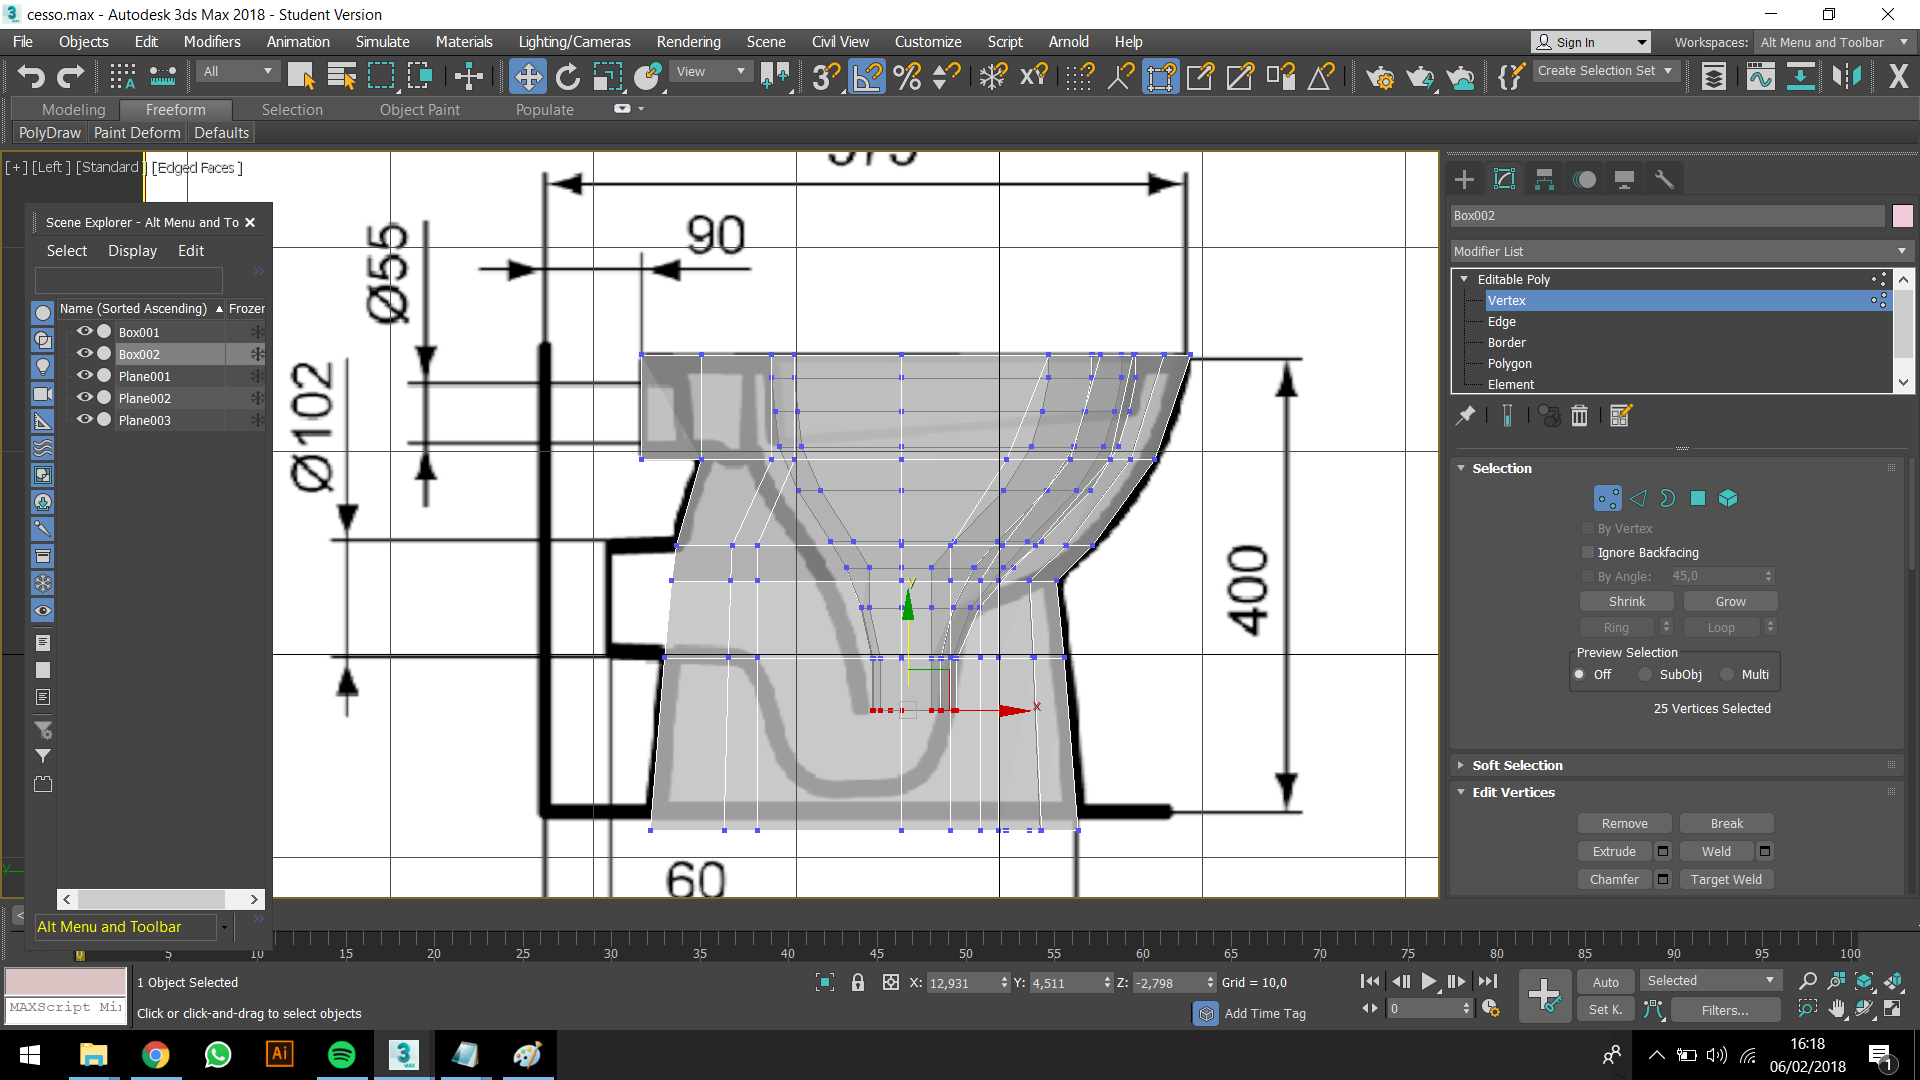 cesso.max - Autodesk 3ds Max 2018 - Student Version
File Objects Edit Modifiers Animation Simulate Materials Lighting/Cameras Rendering Scene Civil View Customize Script Arnold Help
Sign In Workspaces: Alt Menu and Toolbar
All View Create Selection Set
Modeling Freeform Selection Object Paint Populate
PolyDraw Paint Deform Defaults
[+] [Left ] [Standard ] [Edged Faces ]
Scene Explorer - Alt Menu and To
Select Display Edit
Name (Sorted Ascending) Frozen
Box001
Box002
Plane001
Plane002
Plane003
Alt Menu and Toolbar
90
Ø55
Ø102
400
60
y
x
Box002
Modifier List
Editable Poly
Vertex
Edge
Border
Polygon
Element
Selection
By Vertex
Ignore Backfacing
By Angle: 45,0
Shrink Grow
Ring Loop
Preview Selection
Off SubObj Multi
25 Vertices Selected
Soft Selection
Edit Vertices
Remove Break
Extrude Weld
Chamfer Target Weld
0 5 10 15 20 25 30 35 40 45 50 55 60 65 70 75 80 85 90 95 100
1 Object Selected
X: 12,931 Y: 4,511 Z: -2,798 Grid = 10,0
Auto Selected
MAXScript Mi
Click or click-and-drag to select objects
Add Time Tag
0
Set K. Filters...
16:18
06/02/2018
1